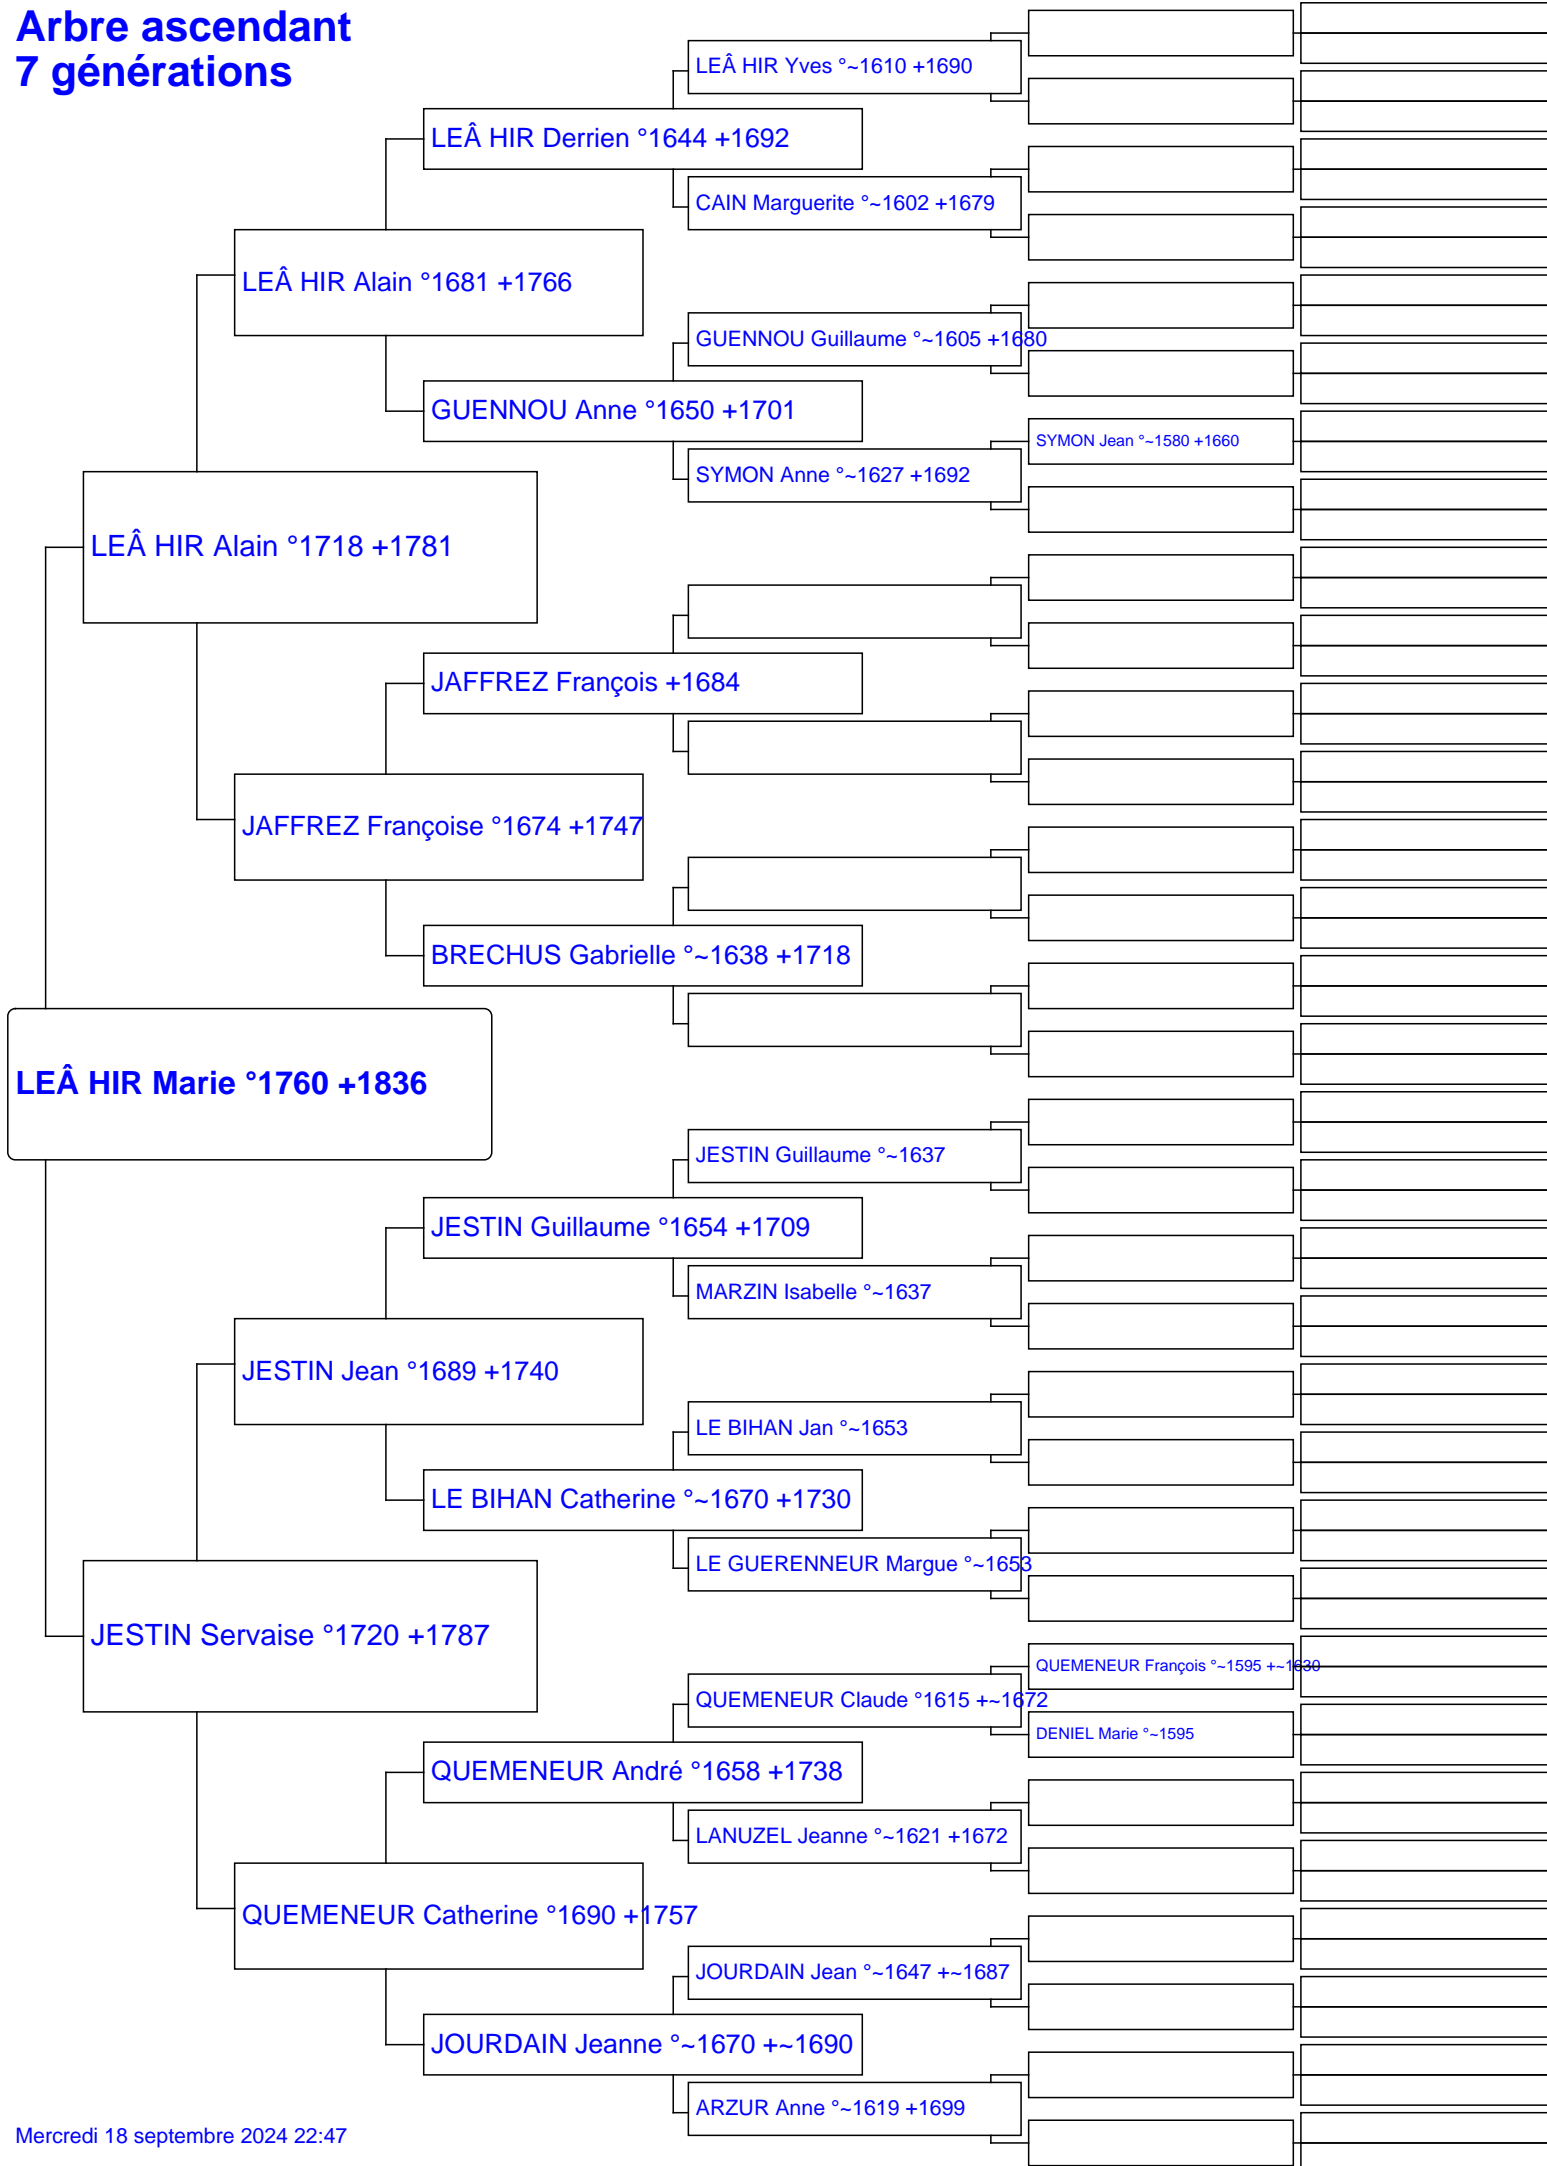 Arbre ascendant
7 générations
LEÂ HIR Yves °~1610 +1690
LEÂ HIR Derrien °1644 +1692
CAIN Marguerite °~1602 +1679
LEÂ HIR Alain °1681 +1766
GUENNOU Guillaume °~1605 +1680
GUENNOU Anne °1650 +1701
SYMON Jean °~1580 +1660
SYMON Anne °~1627 +1692
LEÂ HIR Alain °1718 +1781
JAFFREZ François +1684
JAFFREZ Françoise °1674 +1747
BRECHUS Gabrielle °~1638 +1718
LEÂ HIR Marie °1760 +1836
JESTIN Guillaume °~1637
JESTIN Guillaume °1654 +1709
MARZIN Isabelle °~1637
JESTIN Jean °1689 +1740
LE BIHAN Jan °~1653
LE BIHAN Catherine °~1670 +1730
LE GUERENNEUR Margue °~1653
JESTIN Servaise °1720 +1787
QUEMENEUR François °~1595 +~1630
QUEMENEUR Claude °1615 +~1672
DENIEL Marie °~1595
QUEMENEUR André °1658 +1738
LANUZEL Jeanne °~1621 +1672
QUEMENEUR Catherine °1690 +1757
JOURDAIN Jean °~1647 +~1687
JOURDAIN Jeanne °~1670 +~1690
ARZUR Anne °~1619 +1699
Mercredi 18 septembre 2024 22:47